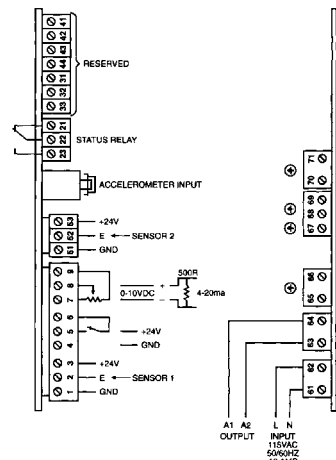 41
42
43
44
31
32
33
RESERVED
21
22
23
STATUS RELAY
ACCELEROMETER INPUT
53
52
51
+24V
E SENSOR 2
GND
9
8
7
6
5
4
3
2
1
0-10VDC
+
-
500R
4-20ma
+24V
GND
+24V
E SENSOR 1
GND
71
70
69
68
67
66
65
64
63
62
61
A1 A2
OUTPUT
L N
INPUT
115VAC
50/60HZ